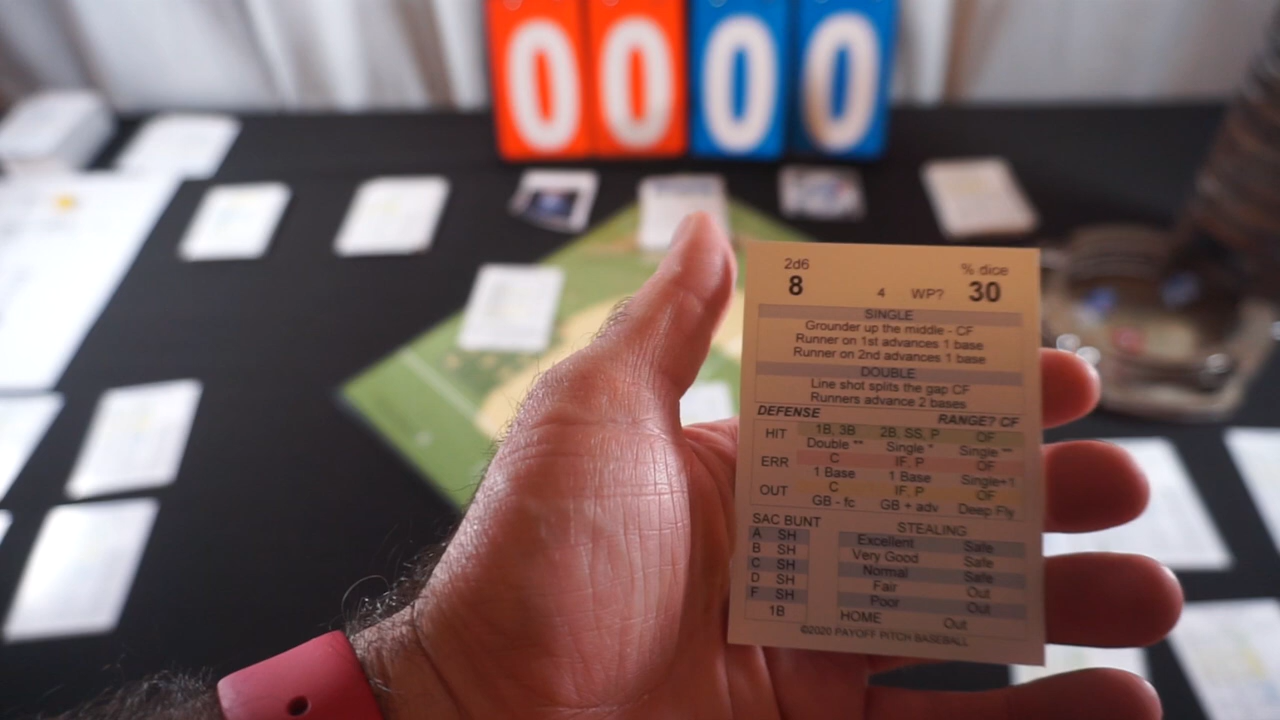 0 0 0 0
2d6 % dice
8 4 WP? 30
SINGLE
Grounder up the middle - CF
Runner on 1st advances 1 base
Runner on 2nd advances 1 base
DOUBLE
Line shot splits the gap CF
Runners advance 2 bases
DEFENSE RANGE? CF
HIT 1B, 3B 2B, SS, P OF
Double ** Single * Single **
ERR C IF, P OF
1 Base 1 Base Single+1
OUT C IF, P OF
GB - fc GB + adv Deep Fly
SAC BUNT STEALING
A SH Excellent Safe
B SH Very Good Safe
C SH Normal Safe
D SH Fair Out
F SH Poor Out
1B HOME Out
©2020 PAYOFF PITCH BASEBALL